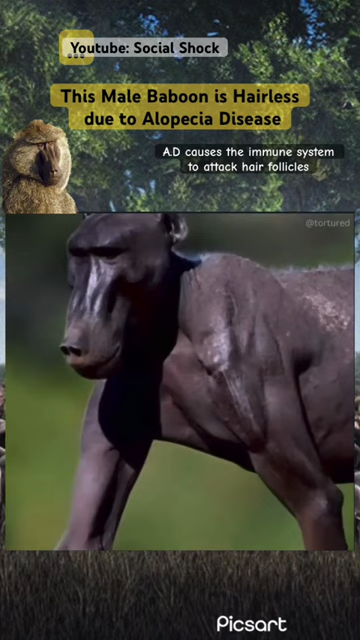 Youtube: Social Shock
This Male Baboon is Hairless
due to Alopecia Disease
A.D causes the immune system
to attack hair follicles
@tortured
Picsart